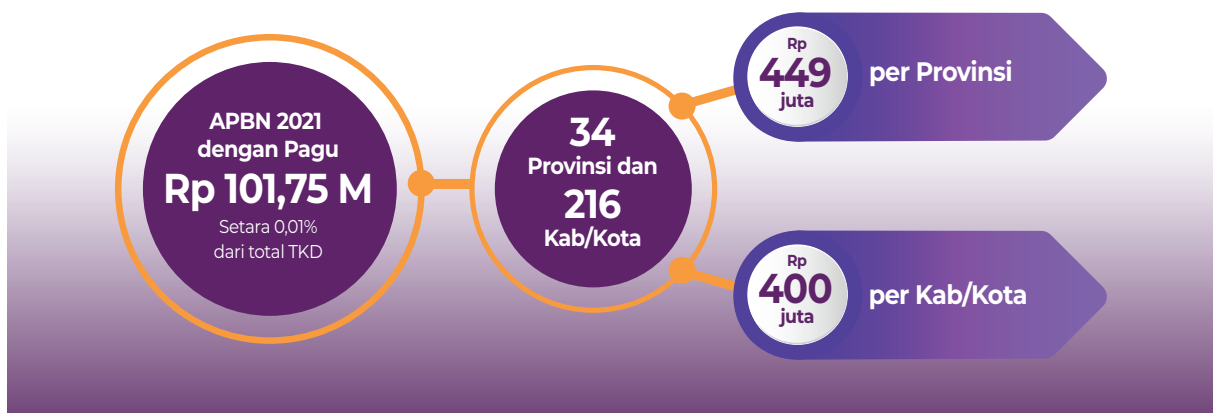 APBN 2021
dengan Pagu
Rp 101,75 M
Setara 0,01%
dari total TKD
34
Provinsi dan
216
Kab/Kota
Rp
449
juta
per Provinsi
Rp
400
juta
per Kab/Kota